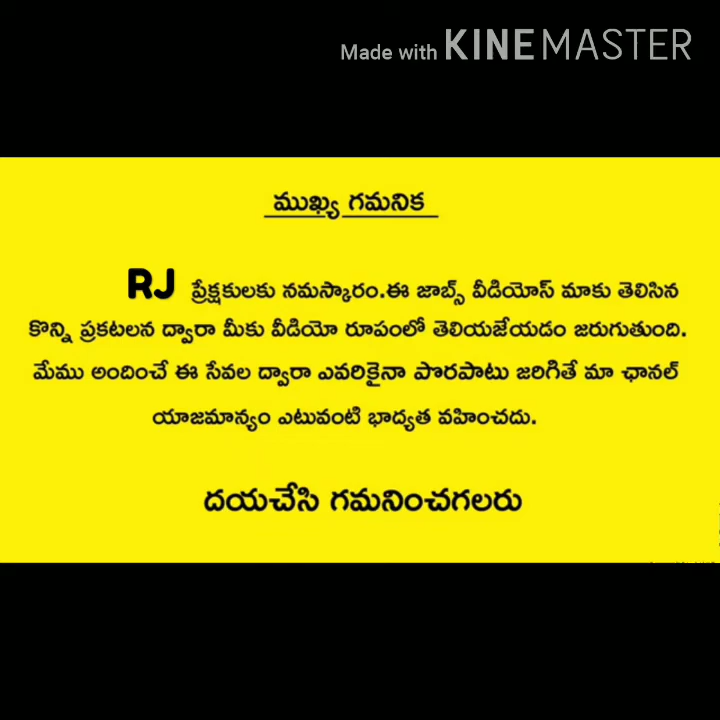 Made with KINEMASTER
ముఖ్య గమనిక
RJ ప్రేక్షకులకు నమస్కారం.ఈ జాబ్స్ వీడియోస్ మాకు తెలిసిన
కొన్ని ప్రకటలన ద్వారా మీకు వీడియో రూపంలో తెలియజేయడం జరుగుతుంది.
మేము అందించే ఈ సేవల ద్వారా ఎవరికైనా పొరపాటు జరిగితే మా ఛానల్
యాజమాన్యం ఎటువంటి భాద్యత వహించదు.
దయచేసి గమనించగలరు